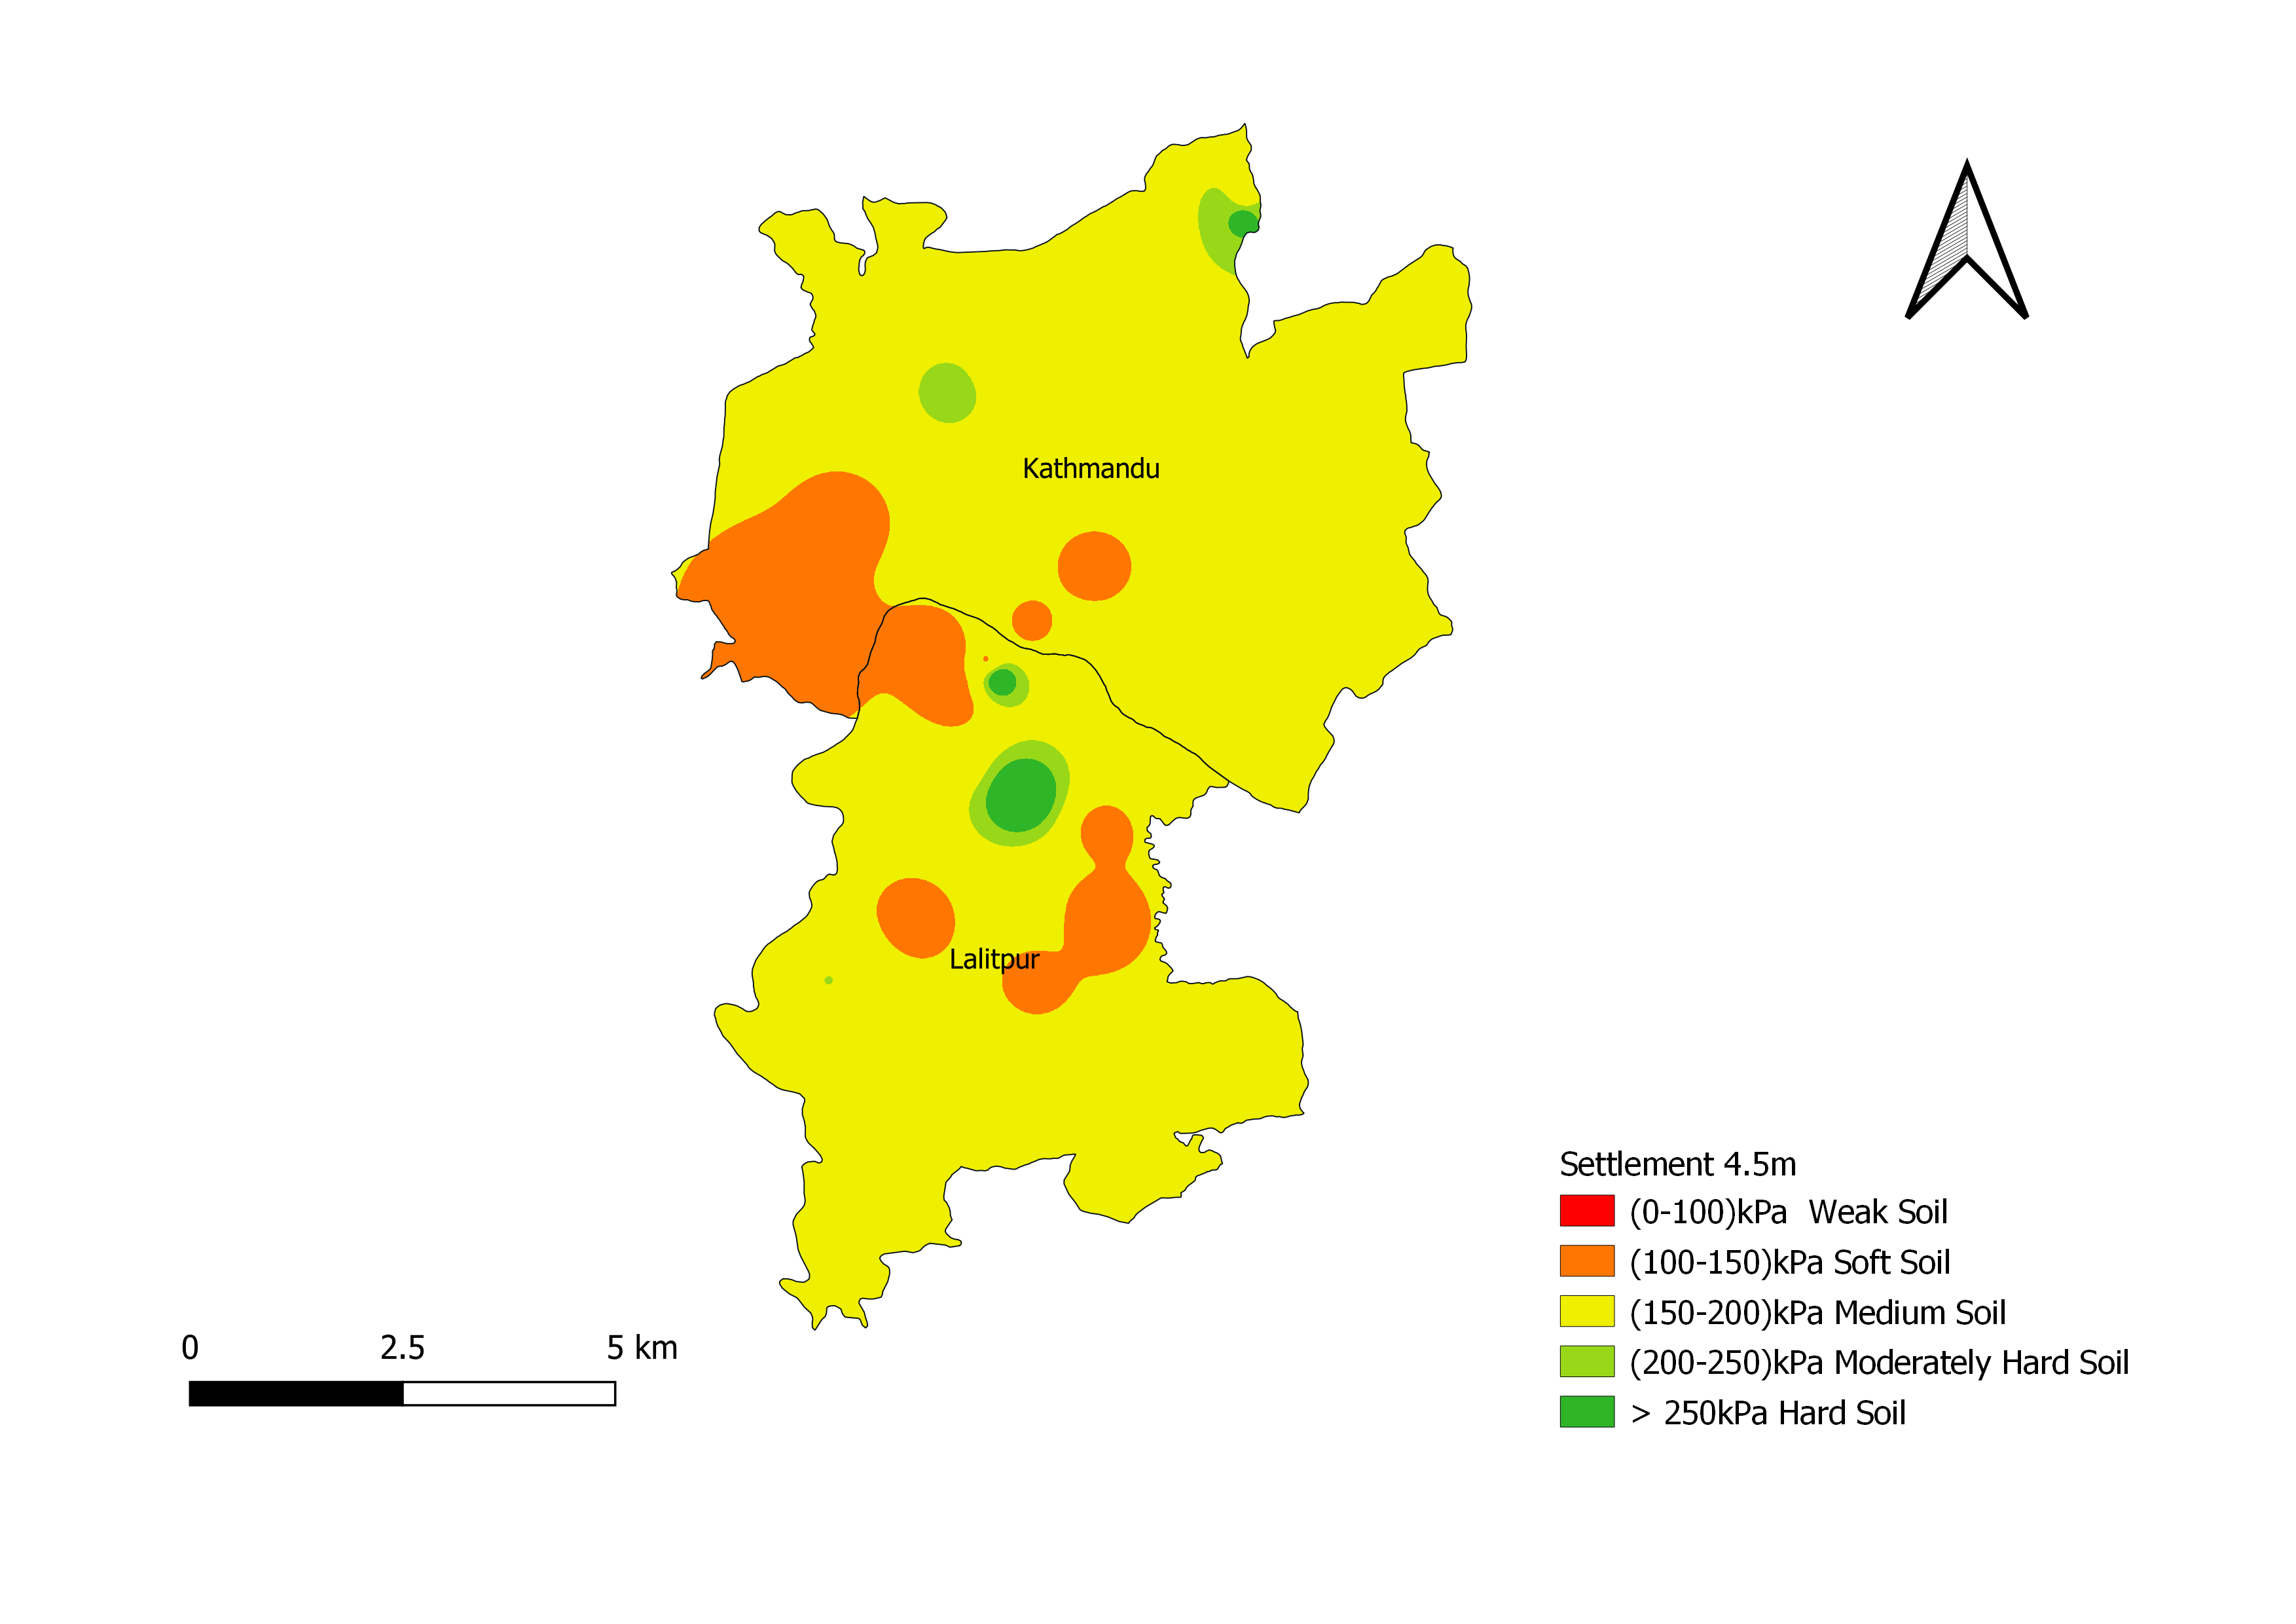 Kathmandu
Lalitpur
Settlement 4.5m
(0-100)kPa  Weak Soil
(100-150)kPa Soft Soil
(150-200)kPa Medium Soil
(200-250)kPa Moderately Hard Soil
> 250kPa Hard Soil
0 2.5 5 km